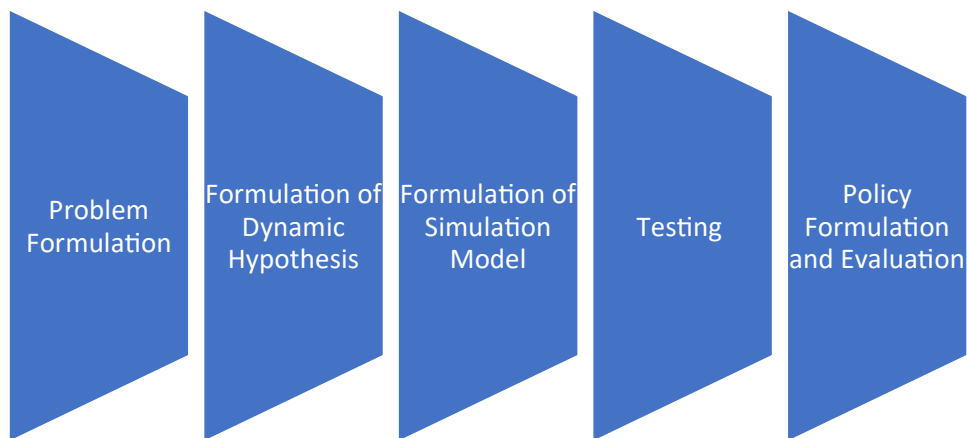 Problem
Formulation
Formulation of
Dynamic
Hypothesis
Formulation of
Simulation
Model
Testing
Policy
Formulation
and Evaluation